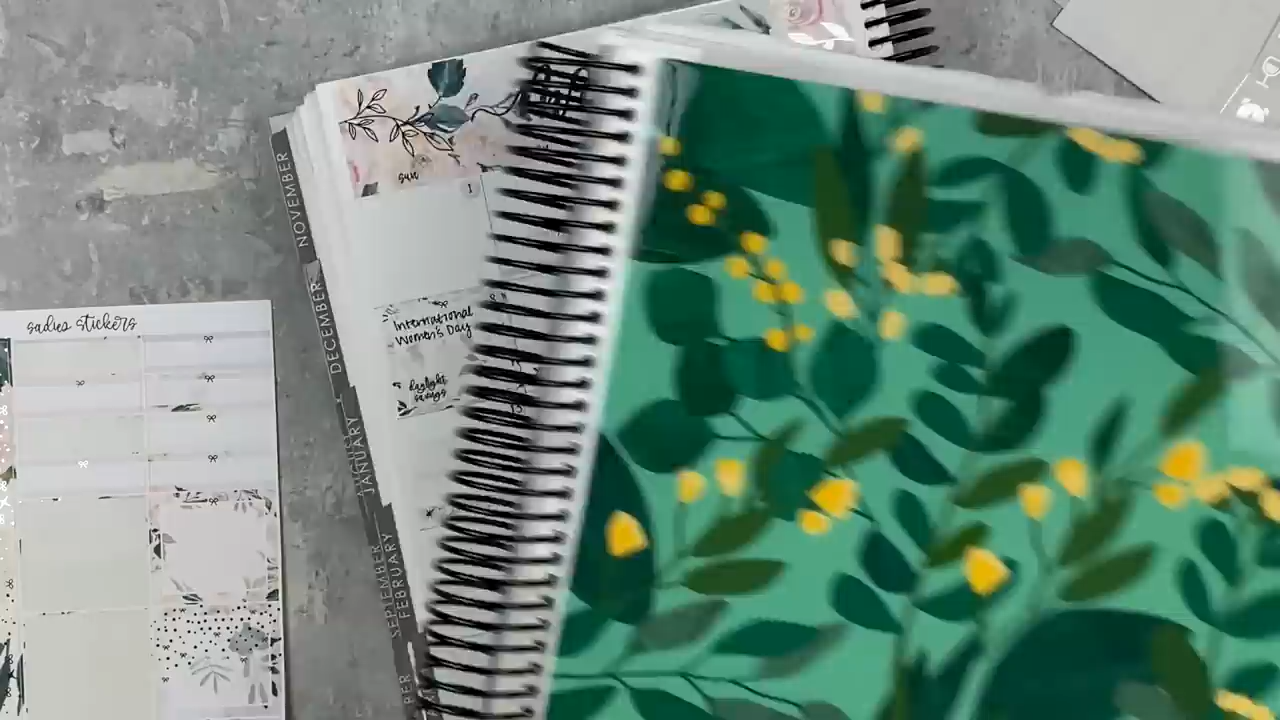 sadies stickers
NOVEMBER
DECEMBER
JANUARY
SEPTEMBER
FEBRUARY
sun
1
International
Women's Day
daylight
savings